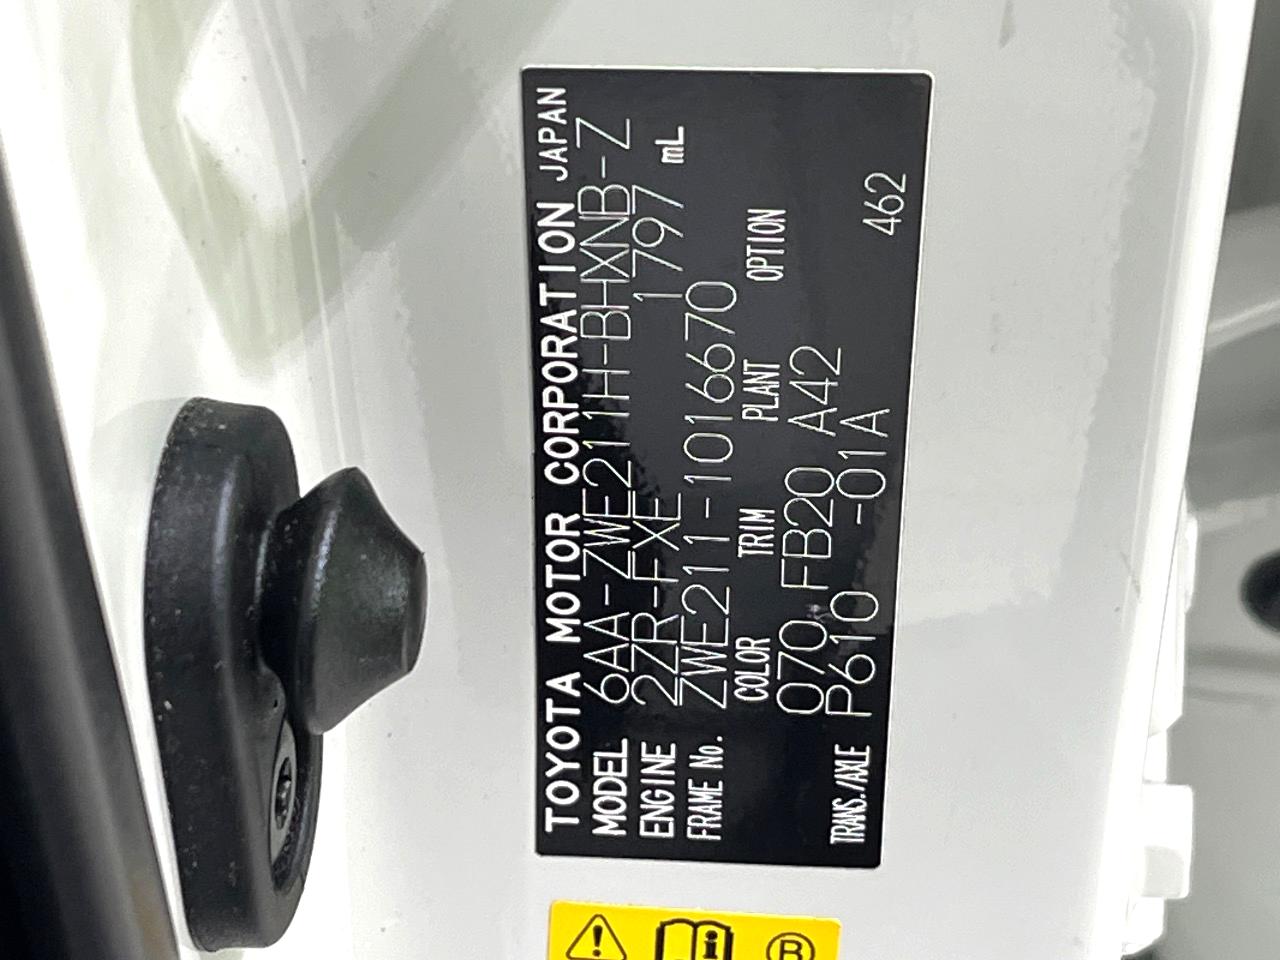 TOYOTA MOTOR CORPORATION JAPAN
MODEL 6AA-ZWE211H-BHXNB-Z
ENGINE 2ZR-FXE 1797 mL
FRAME No. ZWE211-1016670
COLOR TRIM PLANT OPTION
070 FB20 A42
TRANS./AXLE P610 -01A 462
i B